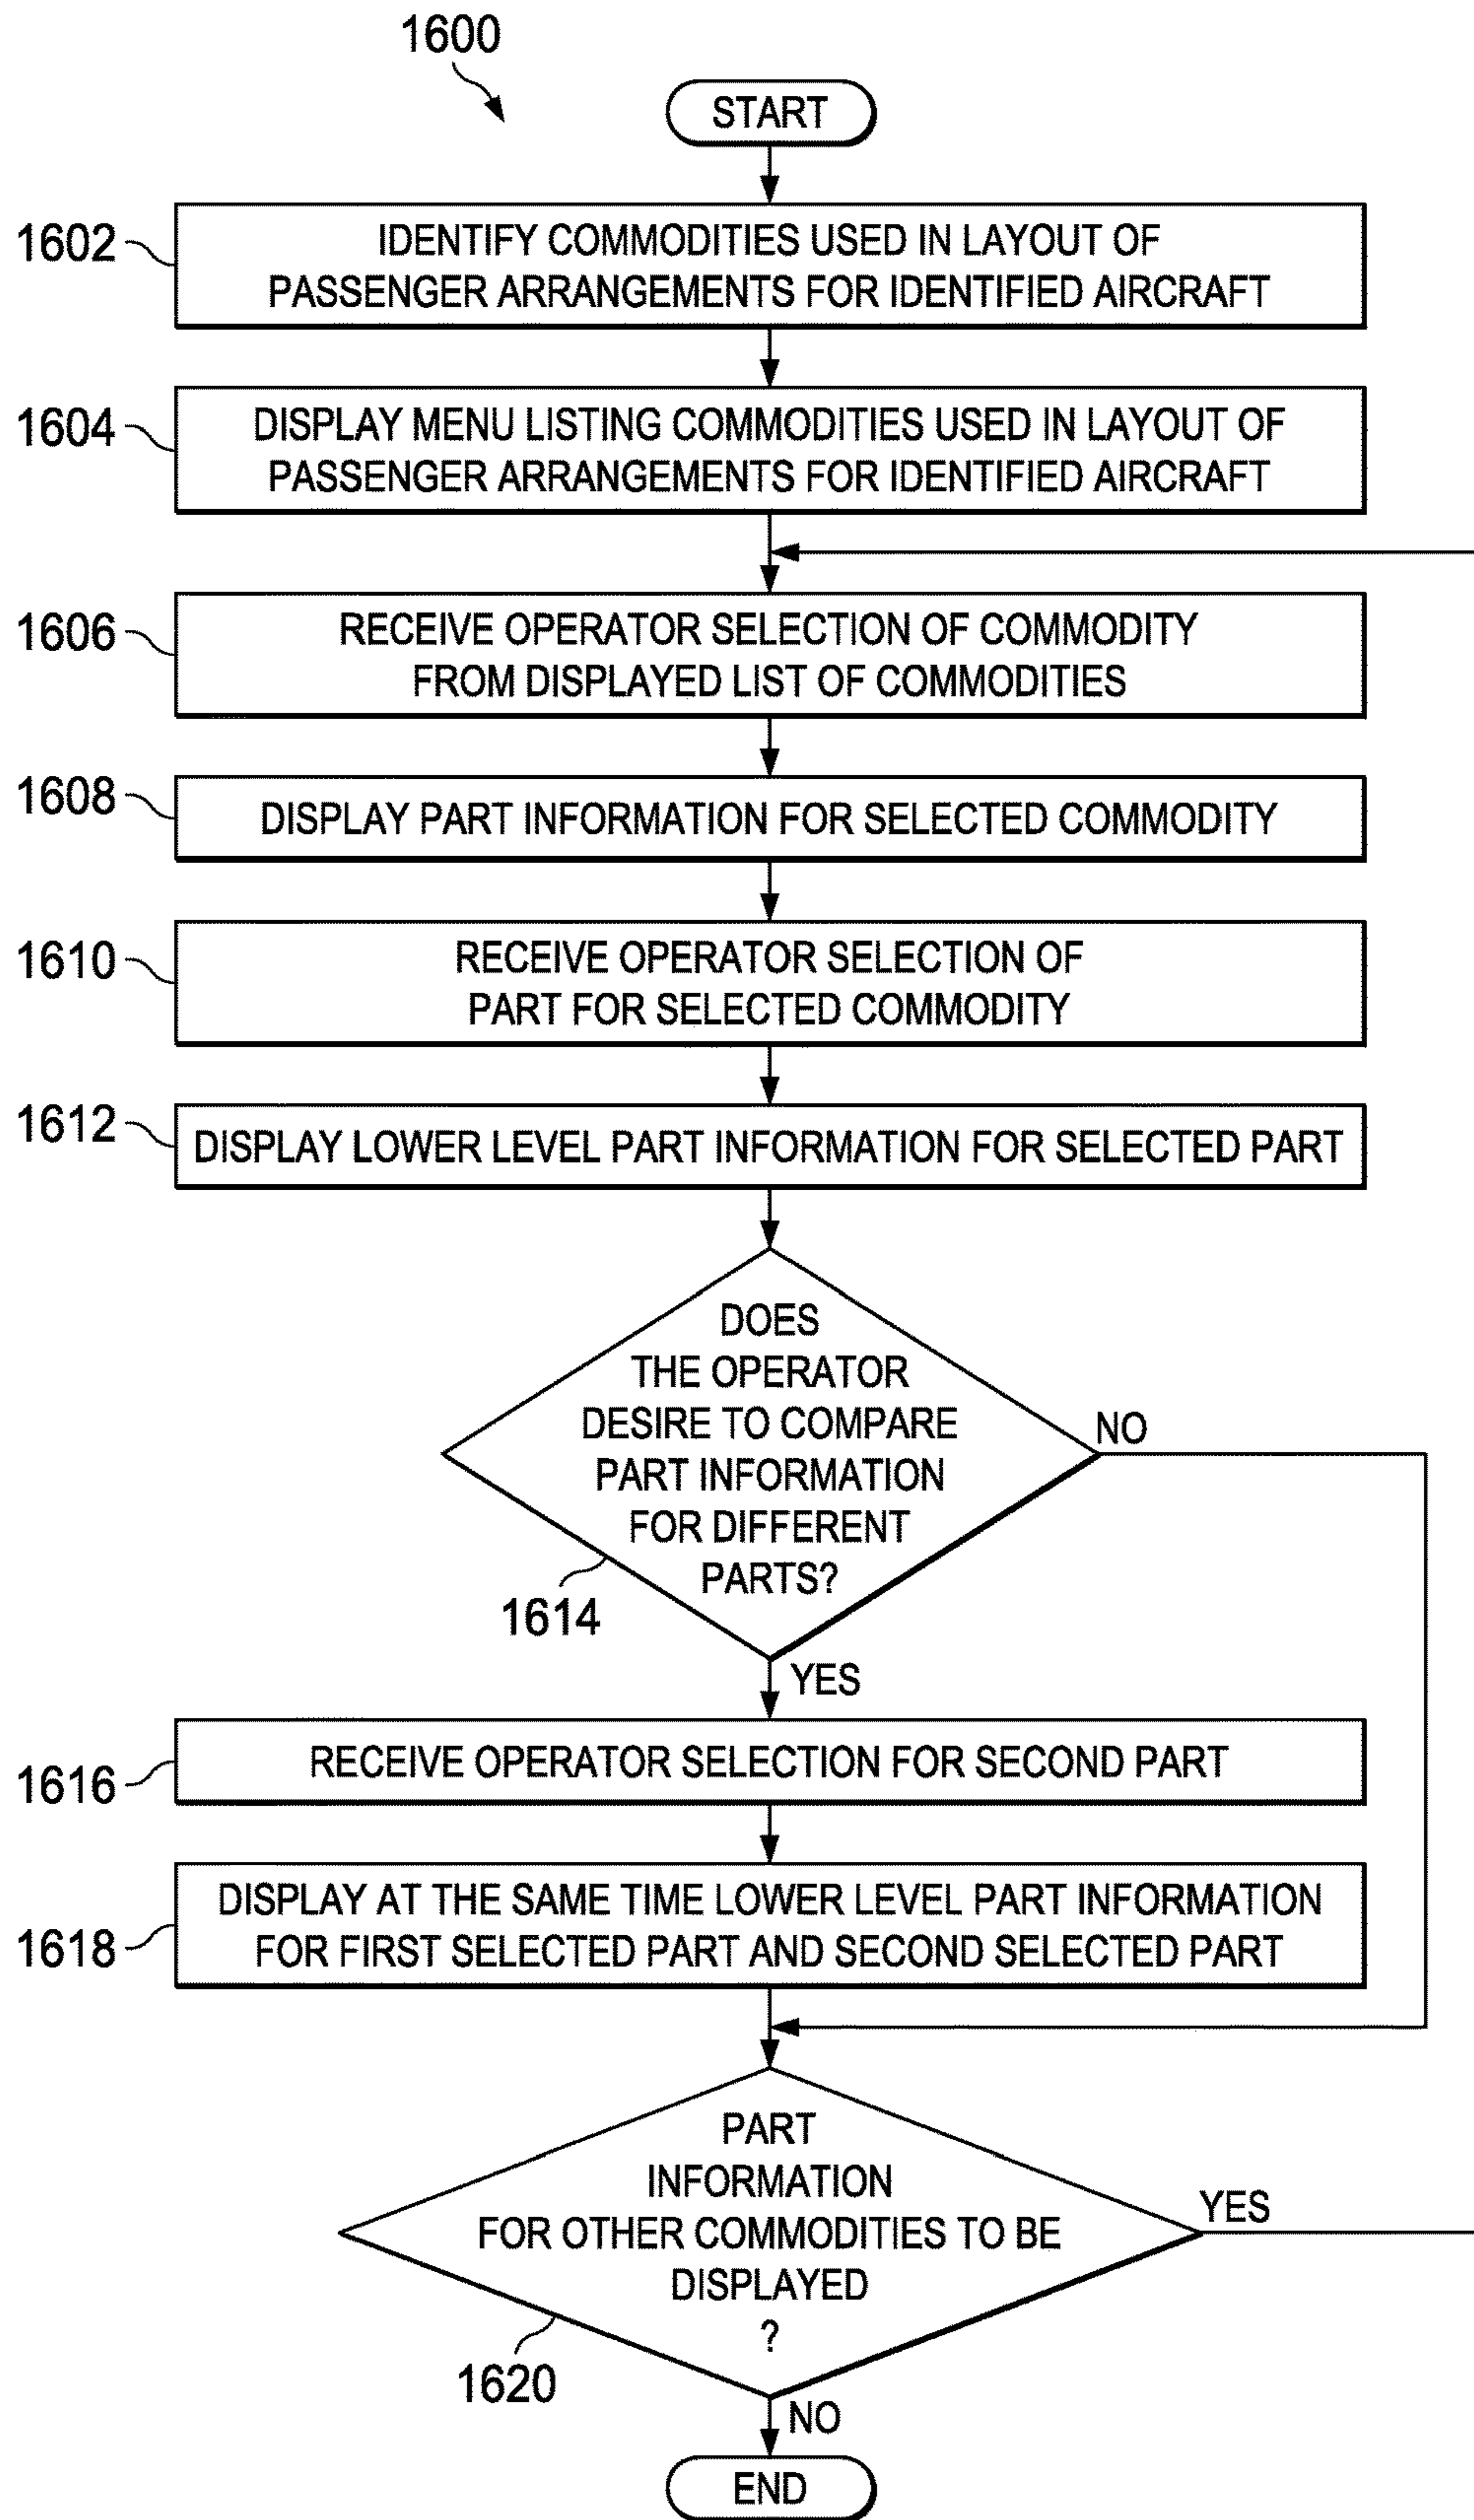 1600
START
1602
IDENTIFY COMMODITIES USED IN LAYOUT OF
PASSENGER ARRANGEMENTS FOR IDENTIFIED AIRCRAFT
1604
DISPLAY MENU LISTING COMMODITIES USED IN LAYOUT OF
PASSENGER ARRANGEMENTS FOR IDENTIFIED AIRCRAFT
1606
RECEIVE OPERATOR SELECTION OF COMMODITY
FROM DISPLAYED LIST OF COMMODITIES
1608
DISPLAY PART INFORMATION FOR SELECTED COMMODITY
1610
RECEIVE OPERATOR SELECTION OF
PART FOR SELECTED COMMODITY
1612
DISPLAY LOWER LEVEL PART INFORMATION FOR SELECTED PART
DOES
THE OPERATOR
DESIRE TO COMPARE
PART INFORMATION
FOR DIFFERENT
PARTS?
NO
1614
YES
1616
RECEIVE OPERATOR SELECTION FOR SECOND PART
1618
DISPLAY AT THE SAME TIME LOWER LEVEL PART INFORMATION
FOR FIRST SELECTED PART AND SECOND SELECTED PART
PART
INFORMATION
FOR OTHER COMMODITIES TO BE
DISPLAYED
?
YES
1620
NO
END